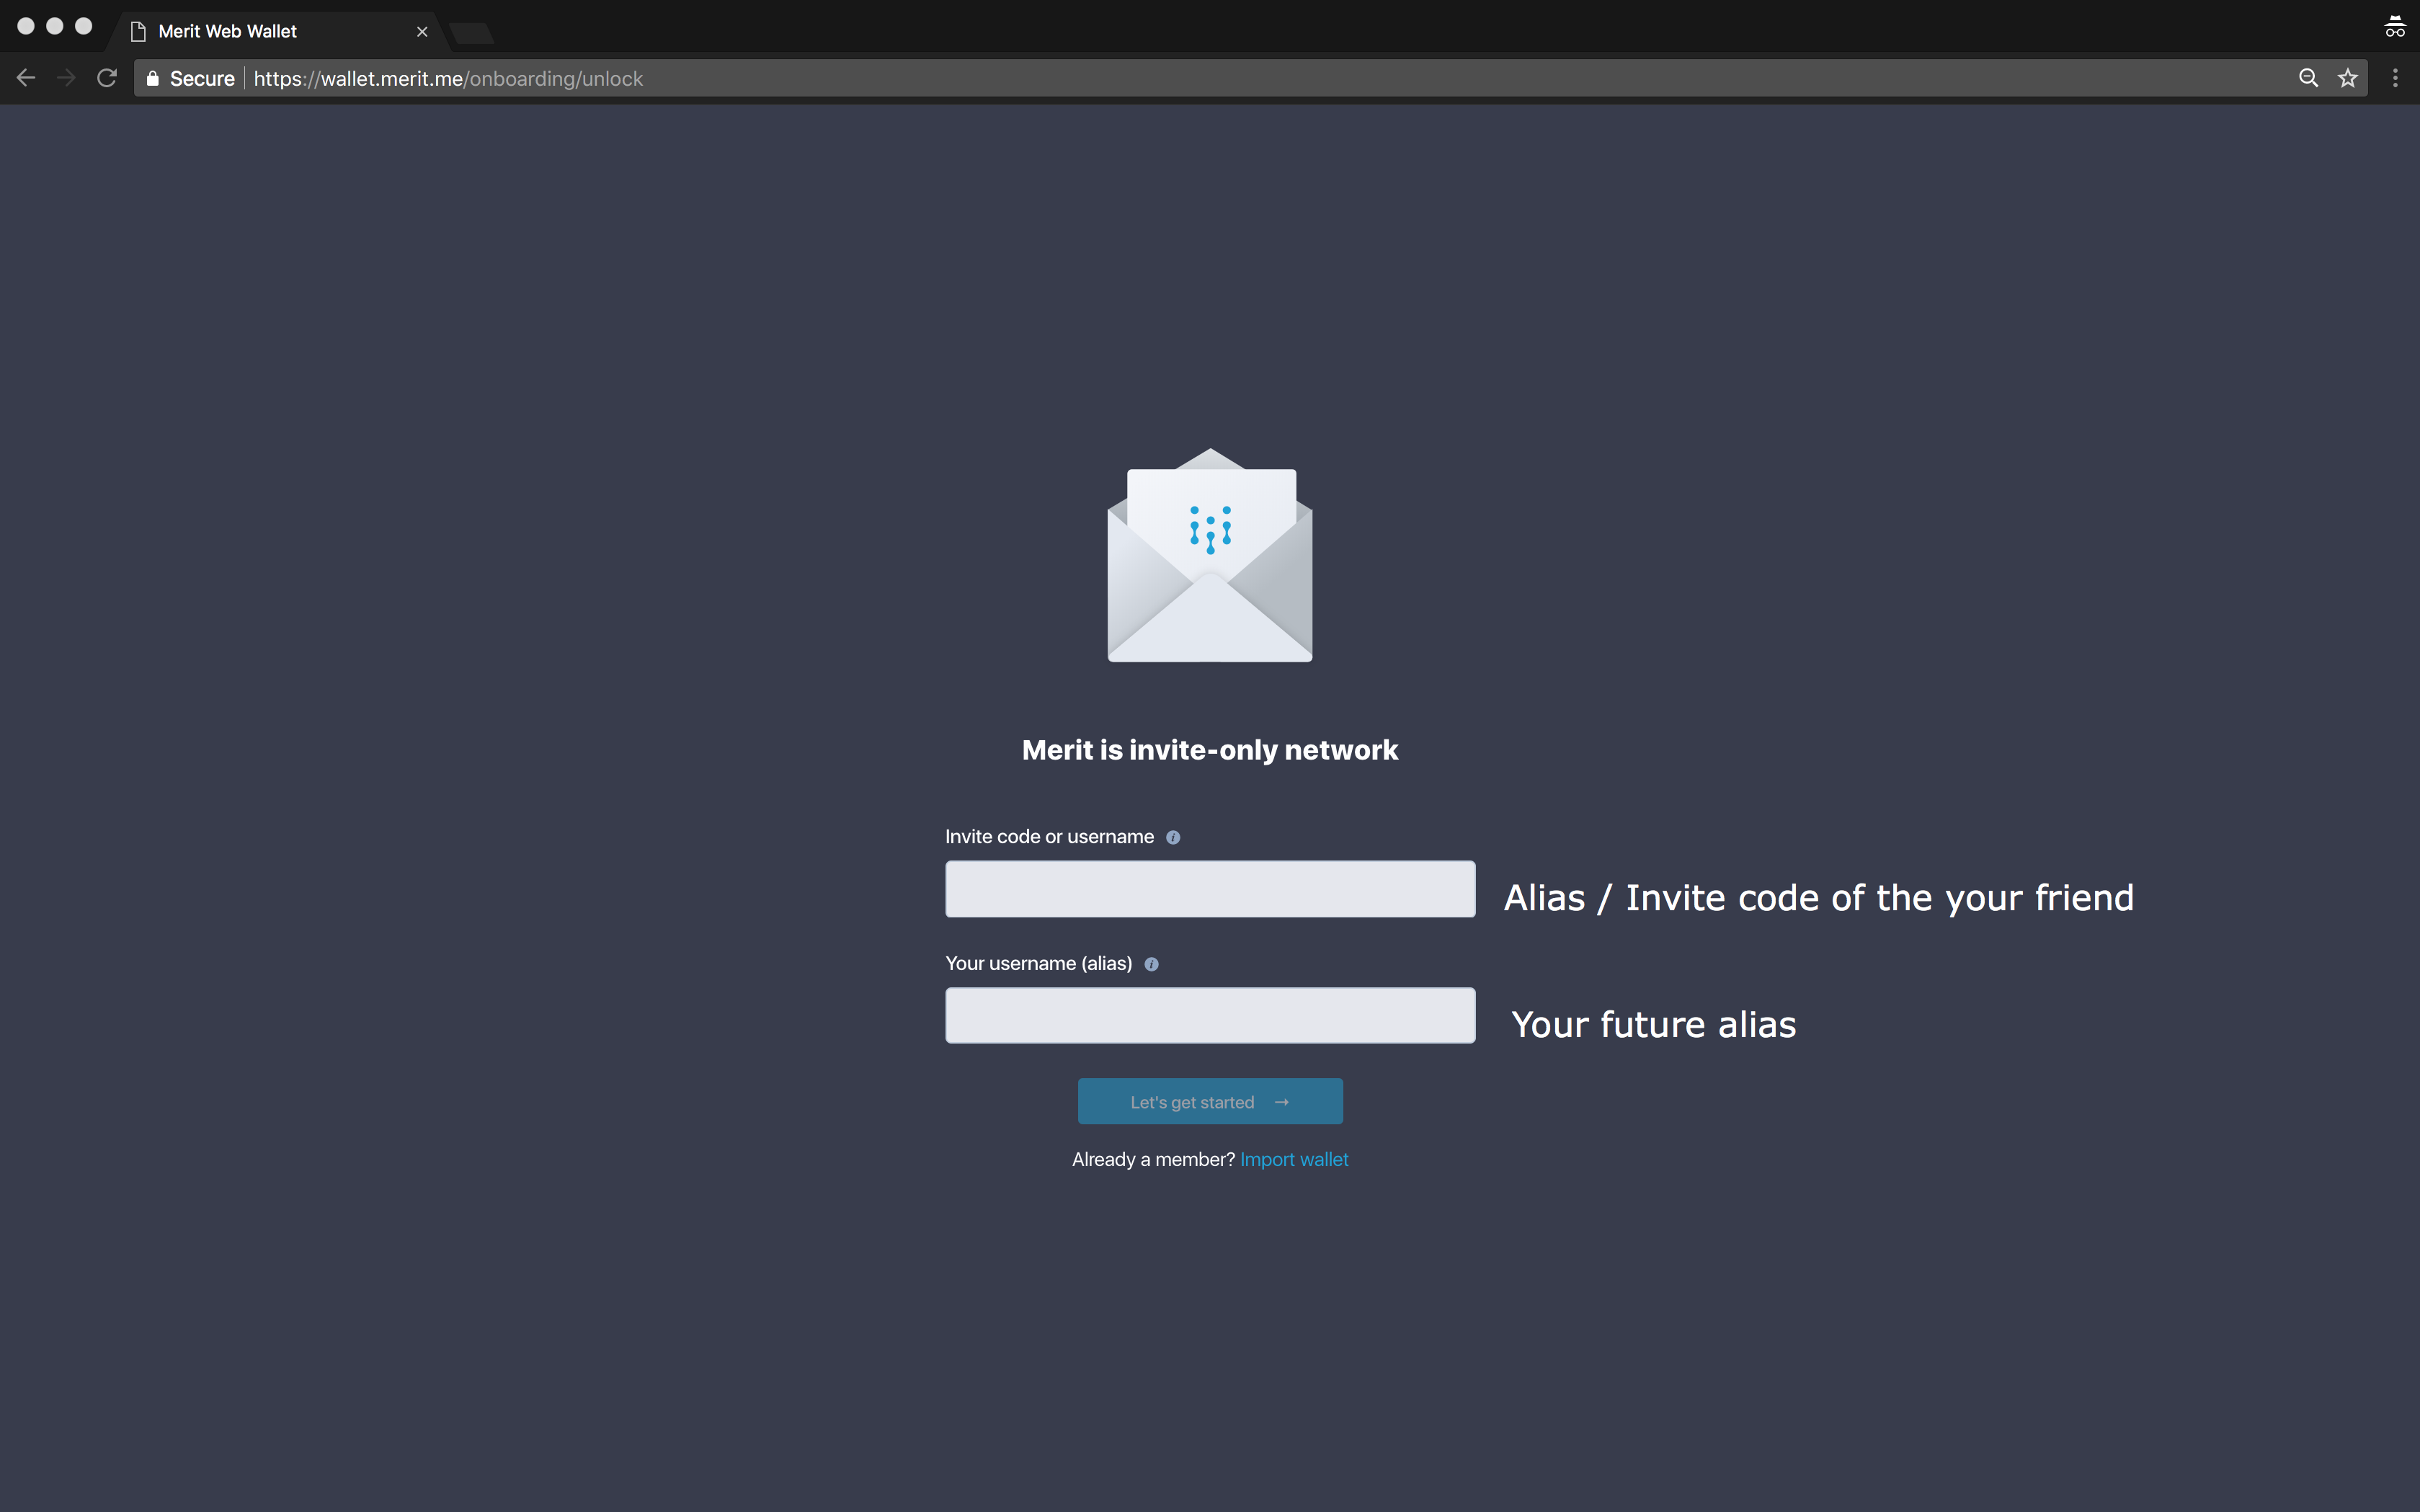 Merit Web Wallet
Secure https://wallet.merit.me/onboarding/unlock
Merit is invite-only network
Invite code or username
Alias / Invite code of the your friend
Your username (alias)
Your future alias
Let's get started →
Already a member? Import wallet